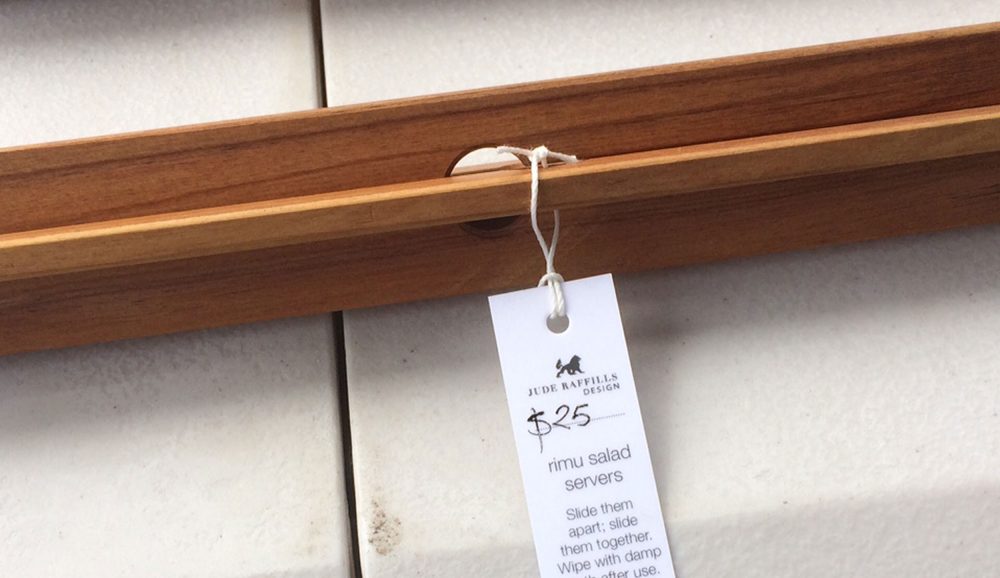 JUDE RAFFILLS
DESIGN
$25
rimu salad
servers
Slide them
apart; slide
them together.
Wipe with damp
after use.